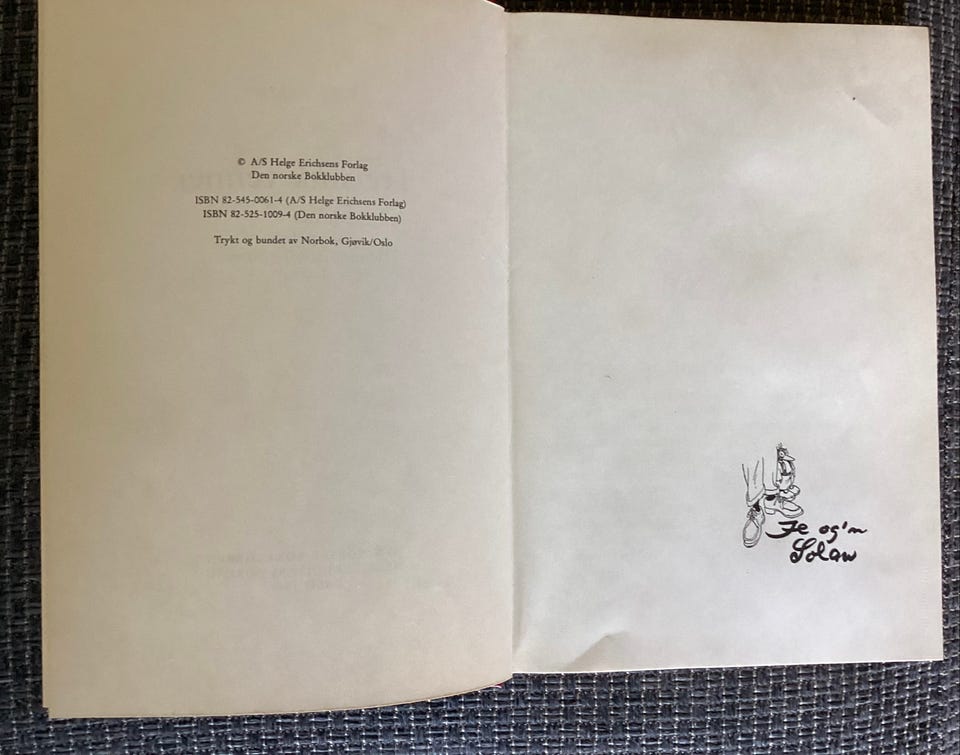 © A/S Helge Erichsens Forlag
Den norske Bokklubben
ISBN 82-545-0061-4 (A/S Helge Erichsens Forlag)
ISBN 82-525-1009-4 (Den norske Bokklubben)
Trykt og bundet av Norbok, Gjøvik/Oslo
Je og'n
Solan